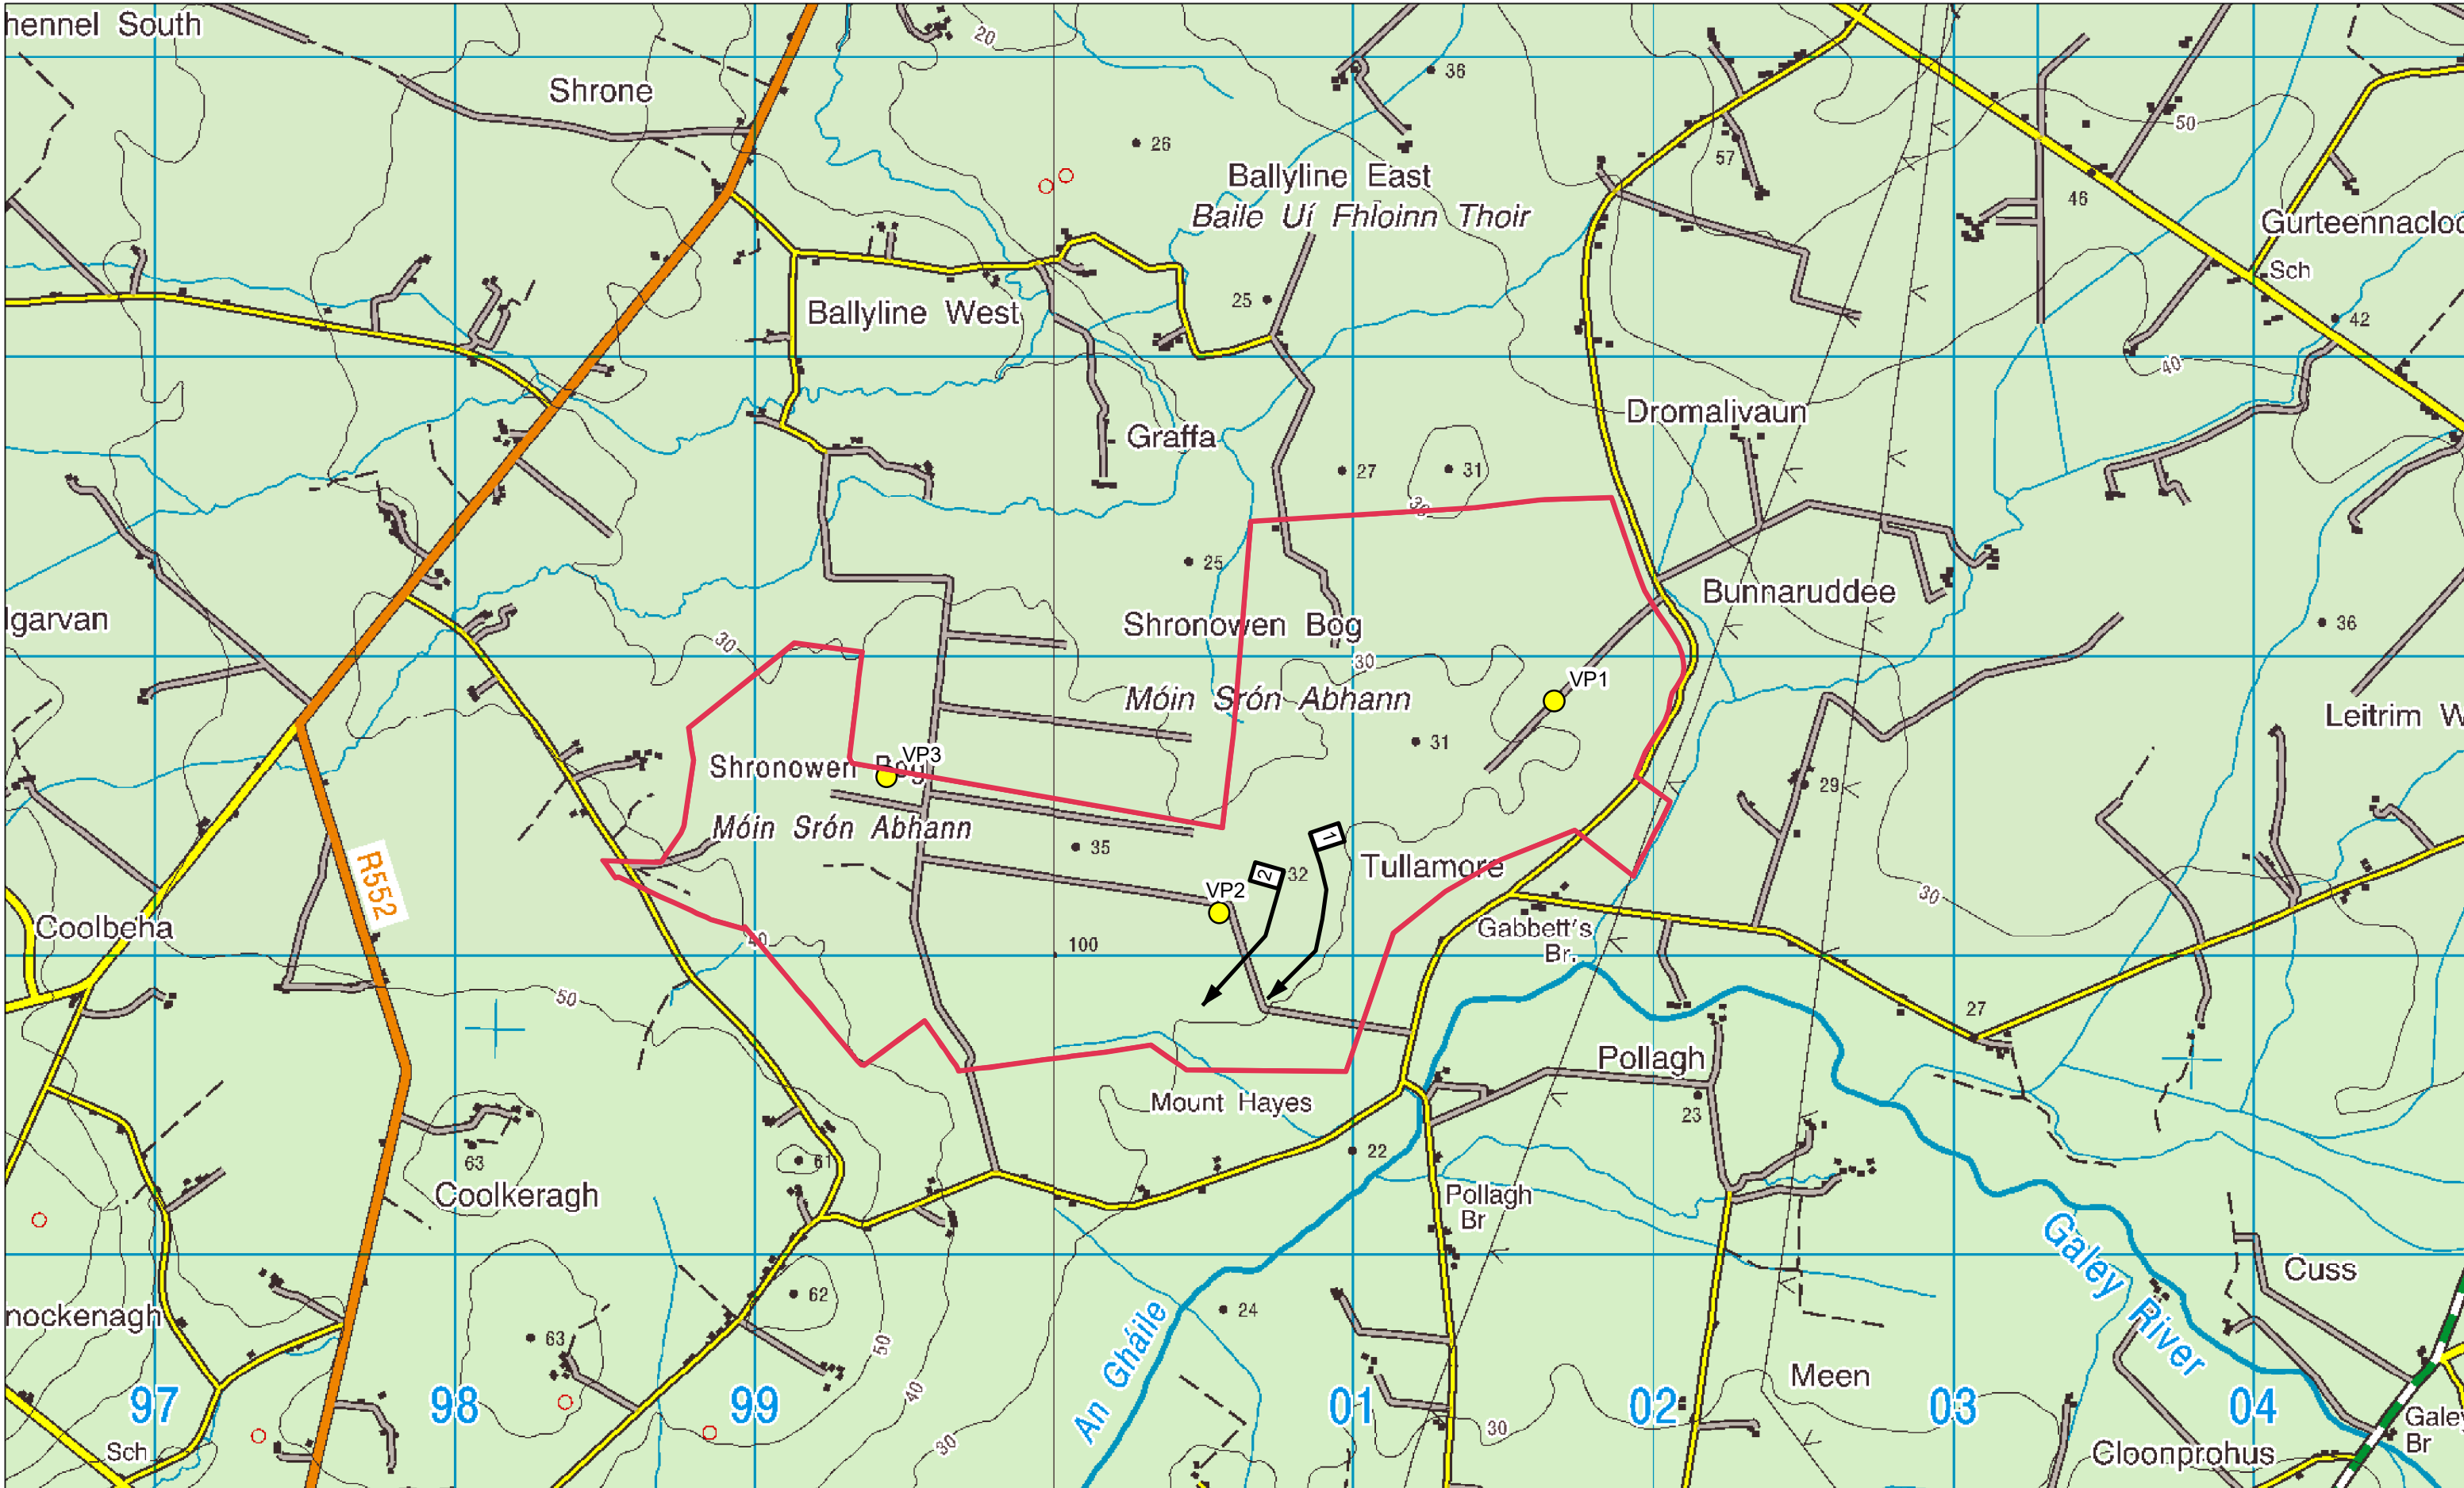 hennel South
20
Shrone
36
26
57
50
Ballyline East
Baile Uí Fhloinn Thoir
46
Gurteennacloc
Sch
25
Ballyline West
42
40
Dromalivaun
Graffa
27
31
30
25
Bunnaruddee
lgarvan
Shronowen Bog
36
30
30
VP1
Móin Srón Abhann
Leitrim W
31
VP3
Shronowen Bog
29
Móin Srón Abhann
1
35
Tullamore
2
32
R552
VP2
30
Coolbeha
40
100
Gabbett's
Br.
50
27
Pollagh
Mount Hayes
23
22
61
63
Coolkeragh
Pollagh
Br
Galey River
Cuss
62
24
nockenagh
63
50
An Gháile
Meen
40
97
98
99
01
02
03
04
30
30
Galey
Br
Sch
Cloonprohus